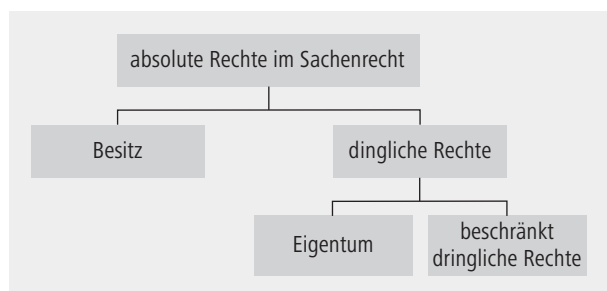 absolute Rechte im Sachenrecht
Besitz
dingliche Rechte
Eigentum
beschränkt
dringliche Rechte